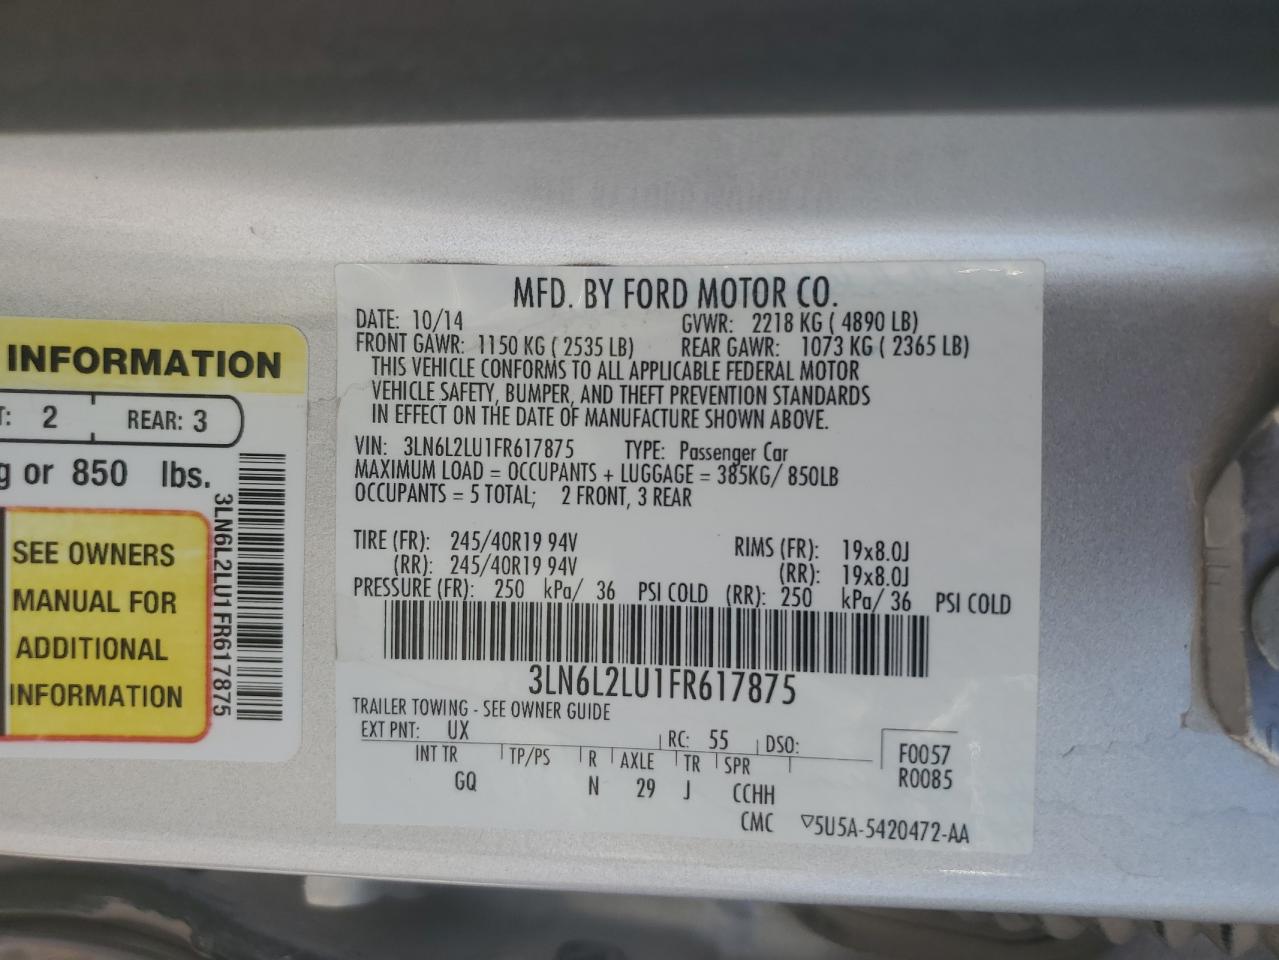 INFORMATION
2 REAR: 3
or 850 lbs.
SEE OWNERS
MANUAL FOR
ADDITIONAL
INFORMATION
3LN6L2LU1FR617875
MFD. BY FORD MOTOR CO.
DATE: 10/14 GVWR: 2218 KG ( 4890 LB)
FRONT GAWR: 1150 KG ( 2535 LB) REAR GAWR: 1073 KG ( 2365 LB)
THIS VEHICLE CONFORMS TO ALL APPLICABLE FEDERAL MOTOR
VEHICLE SAFETY, BUMPER, AND THEFT PREVENTION STANDARDS
IN EFFECT ON THE DATE OF MANUFACTURE SHOWN ABOVE.
VIN: 3LN6L2LU1FR617875 TYPE: Passenger Car
MAXIMUM LOAD = OCCUPANTS + LUGGAGE = 385KG/ 850LB
OCCUPANTS = 5 TOTAL; 2 FRONT, 3 REAR
TIRE (FR): 245/40R19 94V RIMS (FR): 19x8.0J
(RR): 245/40R19 94V (RR): 19x8.0J
PRESSURE (FR): 250 kPa/ 36 PSI COLD (RR): 250 kPa/ 36 PSI COLD
3LN6L2LU1FR617875
TRAILER TOWING - SEE OWNER GUIDE
EXT PNT: UX RC: 55 DSO: F0057
INT TR TP/PS R AXLE TR SPR R0085
GQ N 29 J CCHH
CMC ▽5U5A-5420472-AA